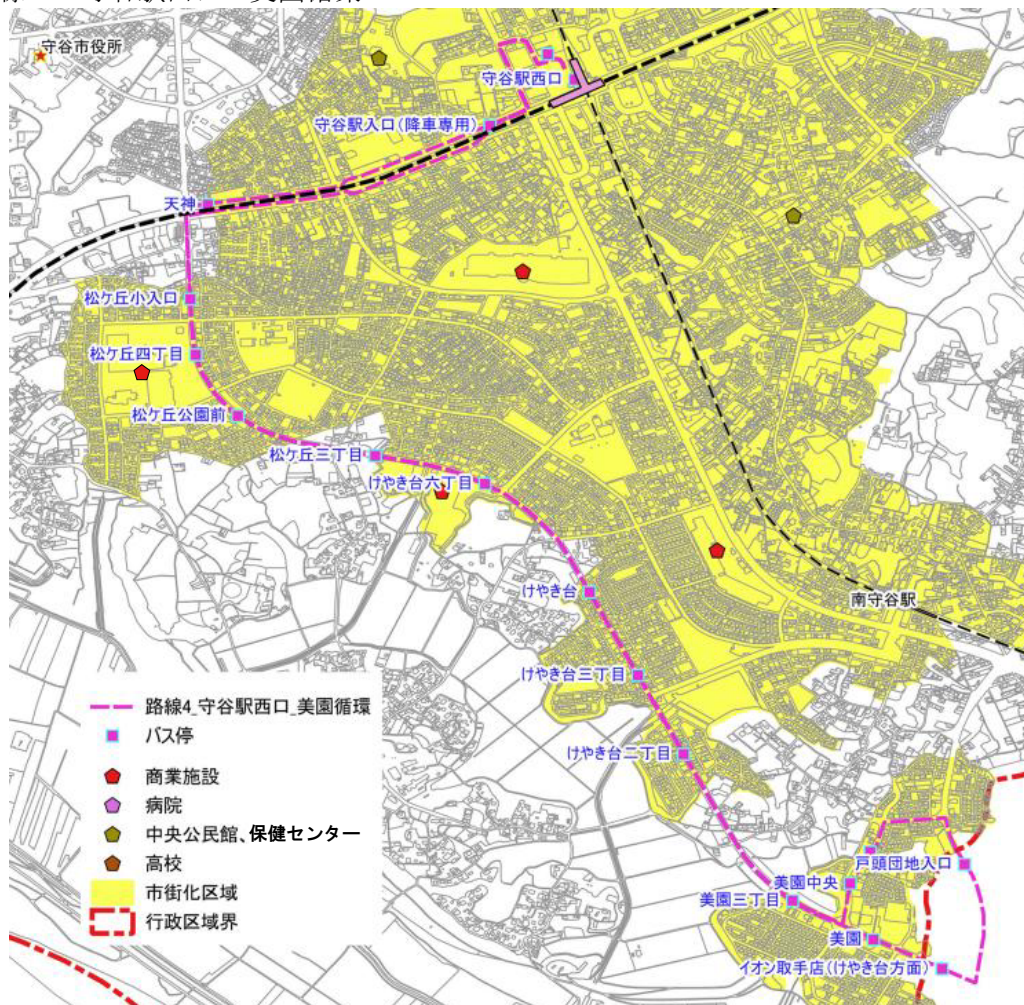 守谷市役所
守谷駅西口
守谷駅入口(降車専用)
天神
松ケ丘小入口
松ケ丘四丁目
松ケ丘公園前
松ケ丘三丁目
けやき台六丁目
けやき台
南守谷駅
けやき台三丁目
けやき台二丁目
戸頭団地入口
美園中央
美園三丁目
美園
イオン取手店(けやき台方面)
路線4_守谷駅西口_美園循環
バス停
商業施設
病院
中央公民館、保健センター
高校
市街化区域
行政区域界